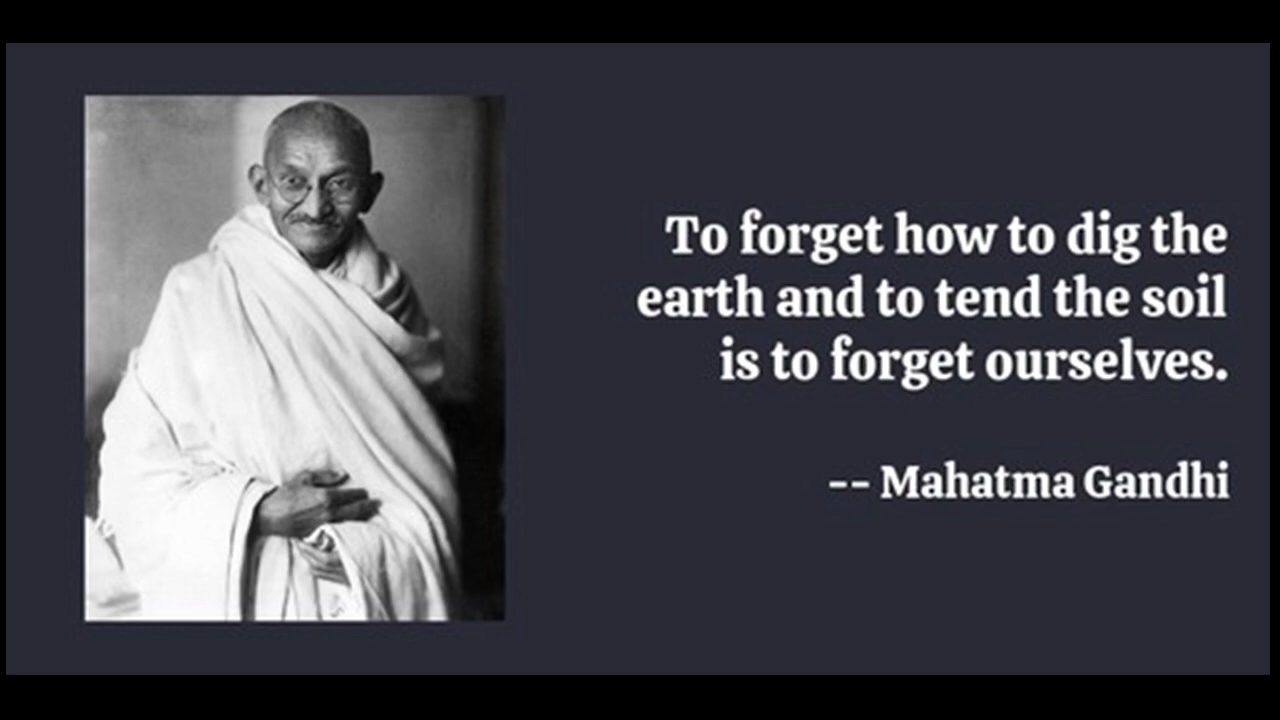 To forget how to dig the
earth and to tend the soil
is to forget ourselves.
-- Mahatma Gandhi